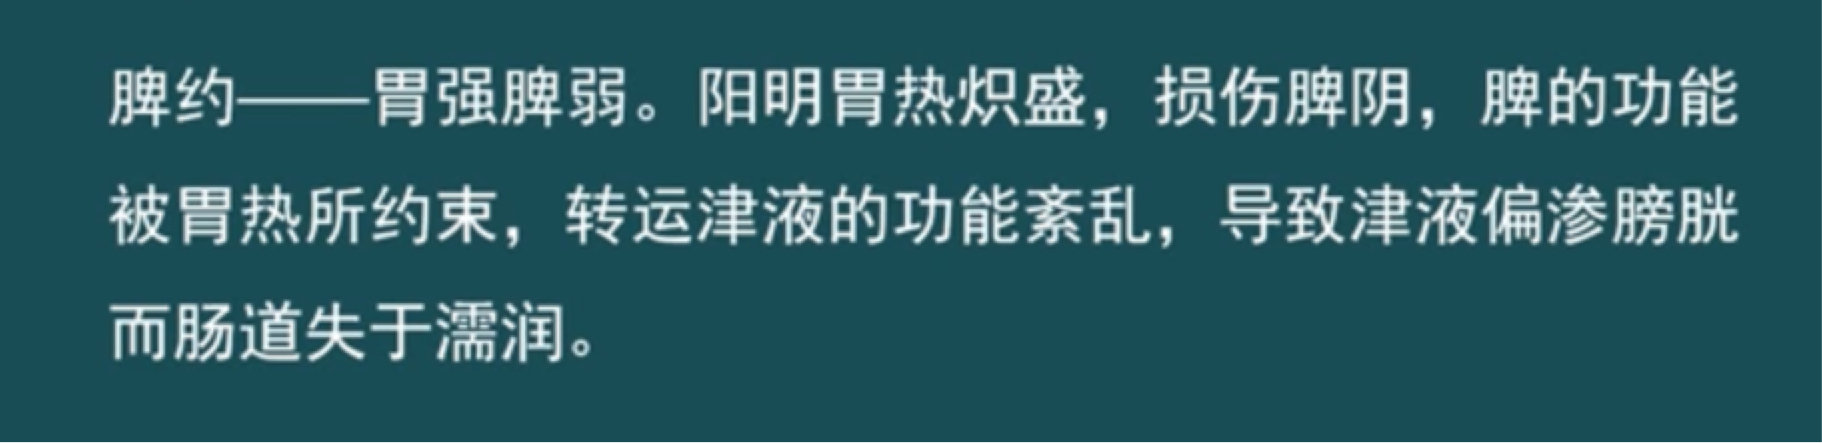 脾约——胃强脾弱。阳明胃热炽盛，损伤脾阴，脾的功能
被胃热所约束，转运津液的功能紊乱，导致津液偏渗膀胱
而肠道失于濡润。